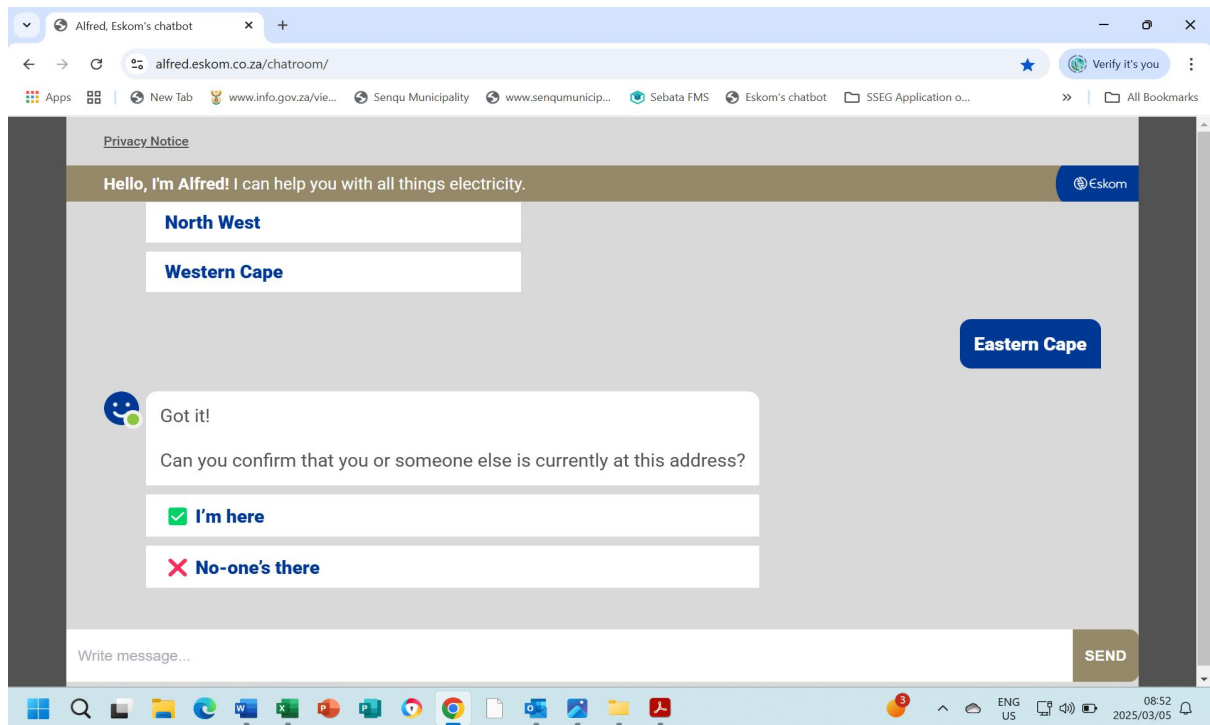 Alfred, Eskom's chatbot
alfred.eskom.co.za/chatroom/
Verify it's you
Apps
New Tab
www.info.gov.za/vie...
Senqu Municipality
www.senqumunicip...
Sebata FMS
Eskom's chatbot
SSEG Application o...
»
All Bookmarks
Privacy Notice
Hello, I'm Alfred! I can help you with all things electricity.
Eskom
North West
Western Cape
Eastern Cape
Got it!
Can you confirm that you or someone else is currently at this address?
I'm here
No-one's there
Write message...
SEND
3
ENG
US
08:52
2025/03/05